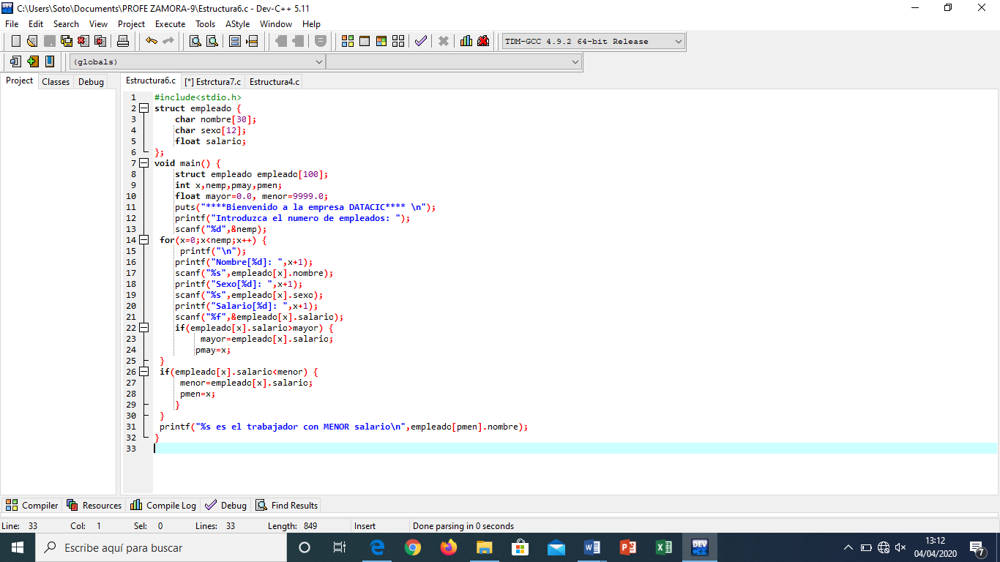 C:\Users\Soto\Documents\PROFE ZAMORA-9\Estructura6.c - Dev-C++ 5.11
File Edit Search View Project Execute Tools AStyle Window Help
TDM-GCC 4.9.2 64-bit Release
(globals)
Project Classes Debug Estructura6.c [*] Estrctura7.c Estructura4.c
1 #include<stdio.h>
2 struct empleado {
3 char nombre[30];
4 char sexo[12];
5 float salario;
6 };
7 void main() {
8 struct empleado empleado[100];
9 int x,nemp,pmay,pmen;
10 float mayor=0.0, menor=9999.0;
11 puts("****Bienvenido a la empresa DATACIC**** \n");
12 printf("Introduzca el numero de empleados: ");
13 scanf("%d",&nemp);
14 for(x=0;x<nemp;x++) {
15 printf("\n");
16 printf("Nombre[%d]: ",x+1);
17 scanf("%s",empleado[x].nombre);
18 printf("Sexo[%d]: ",x+1);
19 scanf("%s",empleado[x].sexo);
20 printf("Salario[%d]: ",x+1);
21 scanf("%f",&empleado[x].salario);
22 if(empleado[x].salario>mayor) {
23 mayor=empleado[x].salario;
24 pmay=x;
25 }
26 if(empleado[x].salario<menor) {
27 menor=empleado[x].salario;
28 pmen=x;
29 }
30 }
31 printf("%s es el trabajador con MENOR salario\n",empleado[pmen].nombre);
32 }
33
Compiler Resources Compile Log Debug Find Results
Line: 33 Col: 1 Sel: 0 Lines: 33 Length: 849 Insert Done parsing in 0 seconds
Escribe aquí para buscar
DEV
13:12
04/04/2020
7